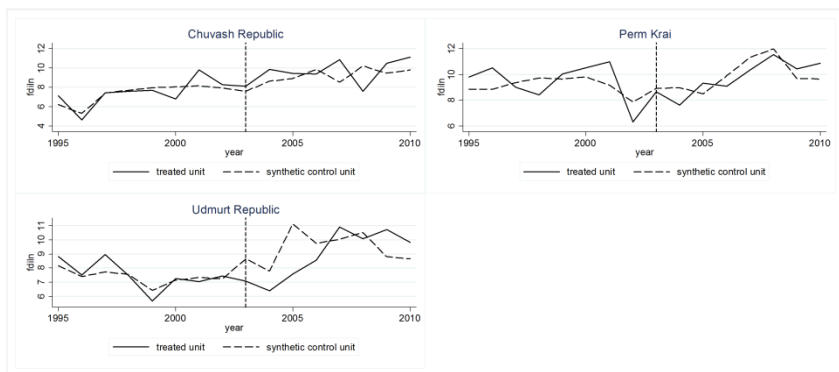 Chuvash Republic
fdiln
12
10
8
6
4
1995
2000
2005
2010
year
treated unit
synthetic control unit
Perm Krai
fdiln
12
10
8
6
1995
2000
2005
2010
year
treated unit
synthetic control unit
Udmurt Republic
fdiln
11
10
9
8
7
6
1995
2000
2005
2010
year
treated unit
synthetic control unit